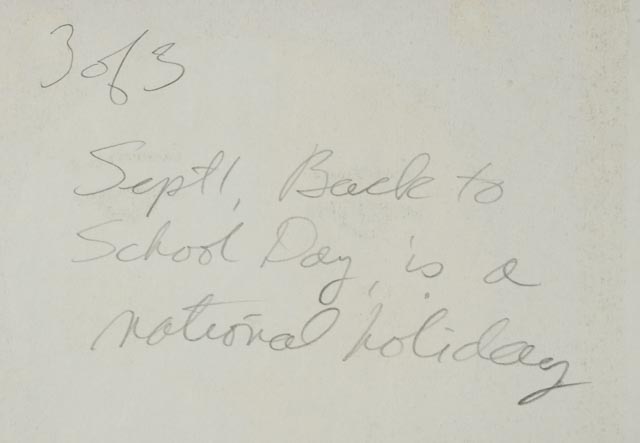 3 of 3
Sept 1, Back to
School Day, is a
national holiday